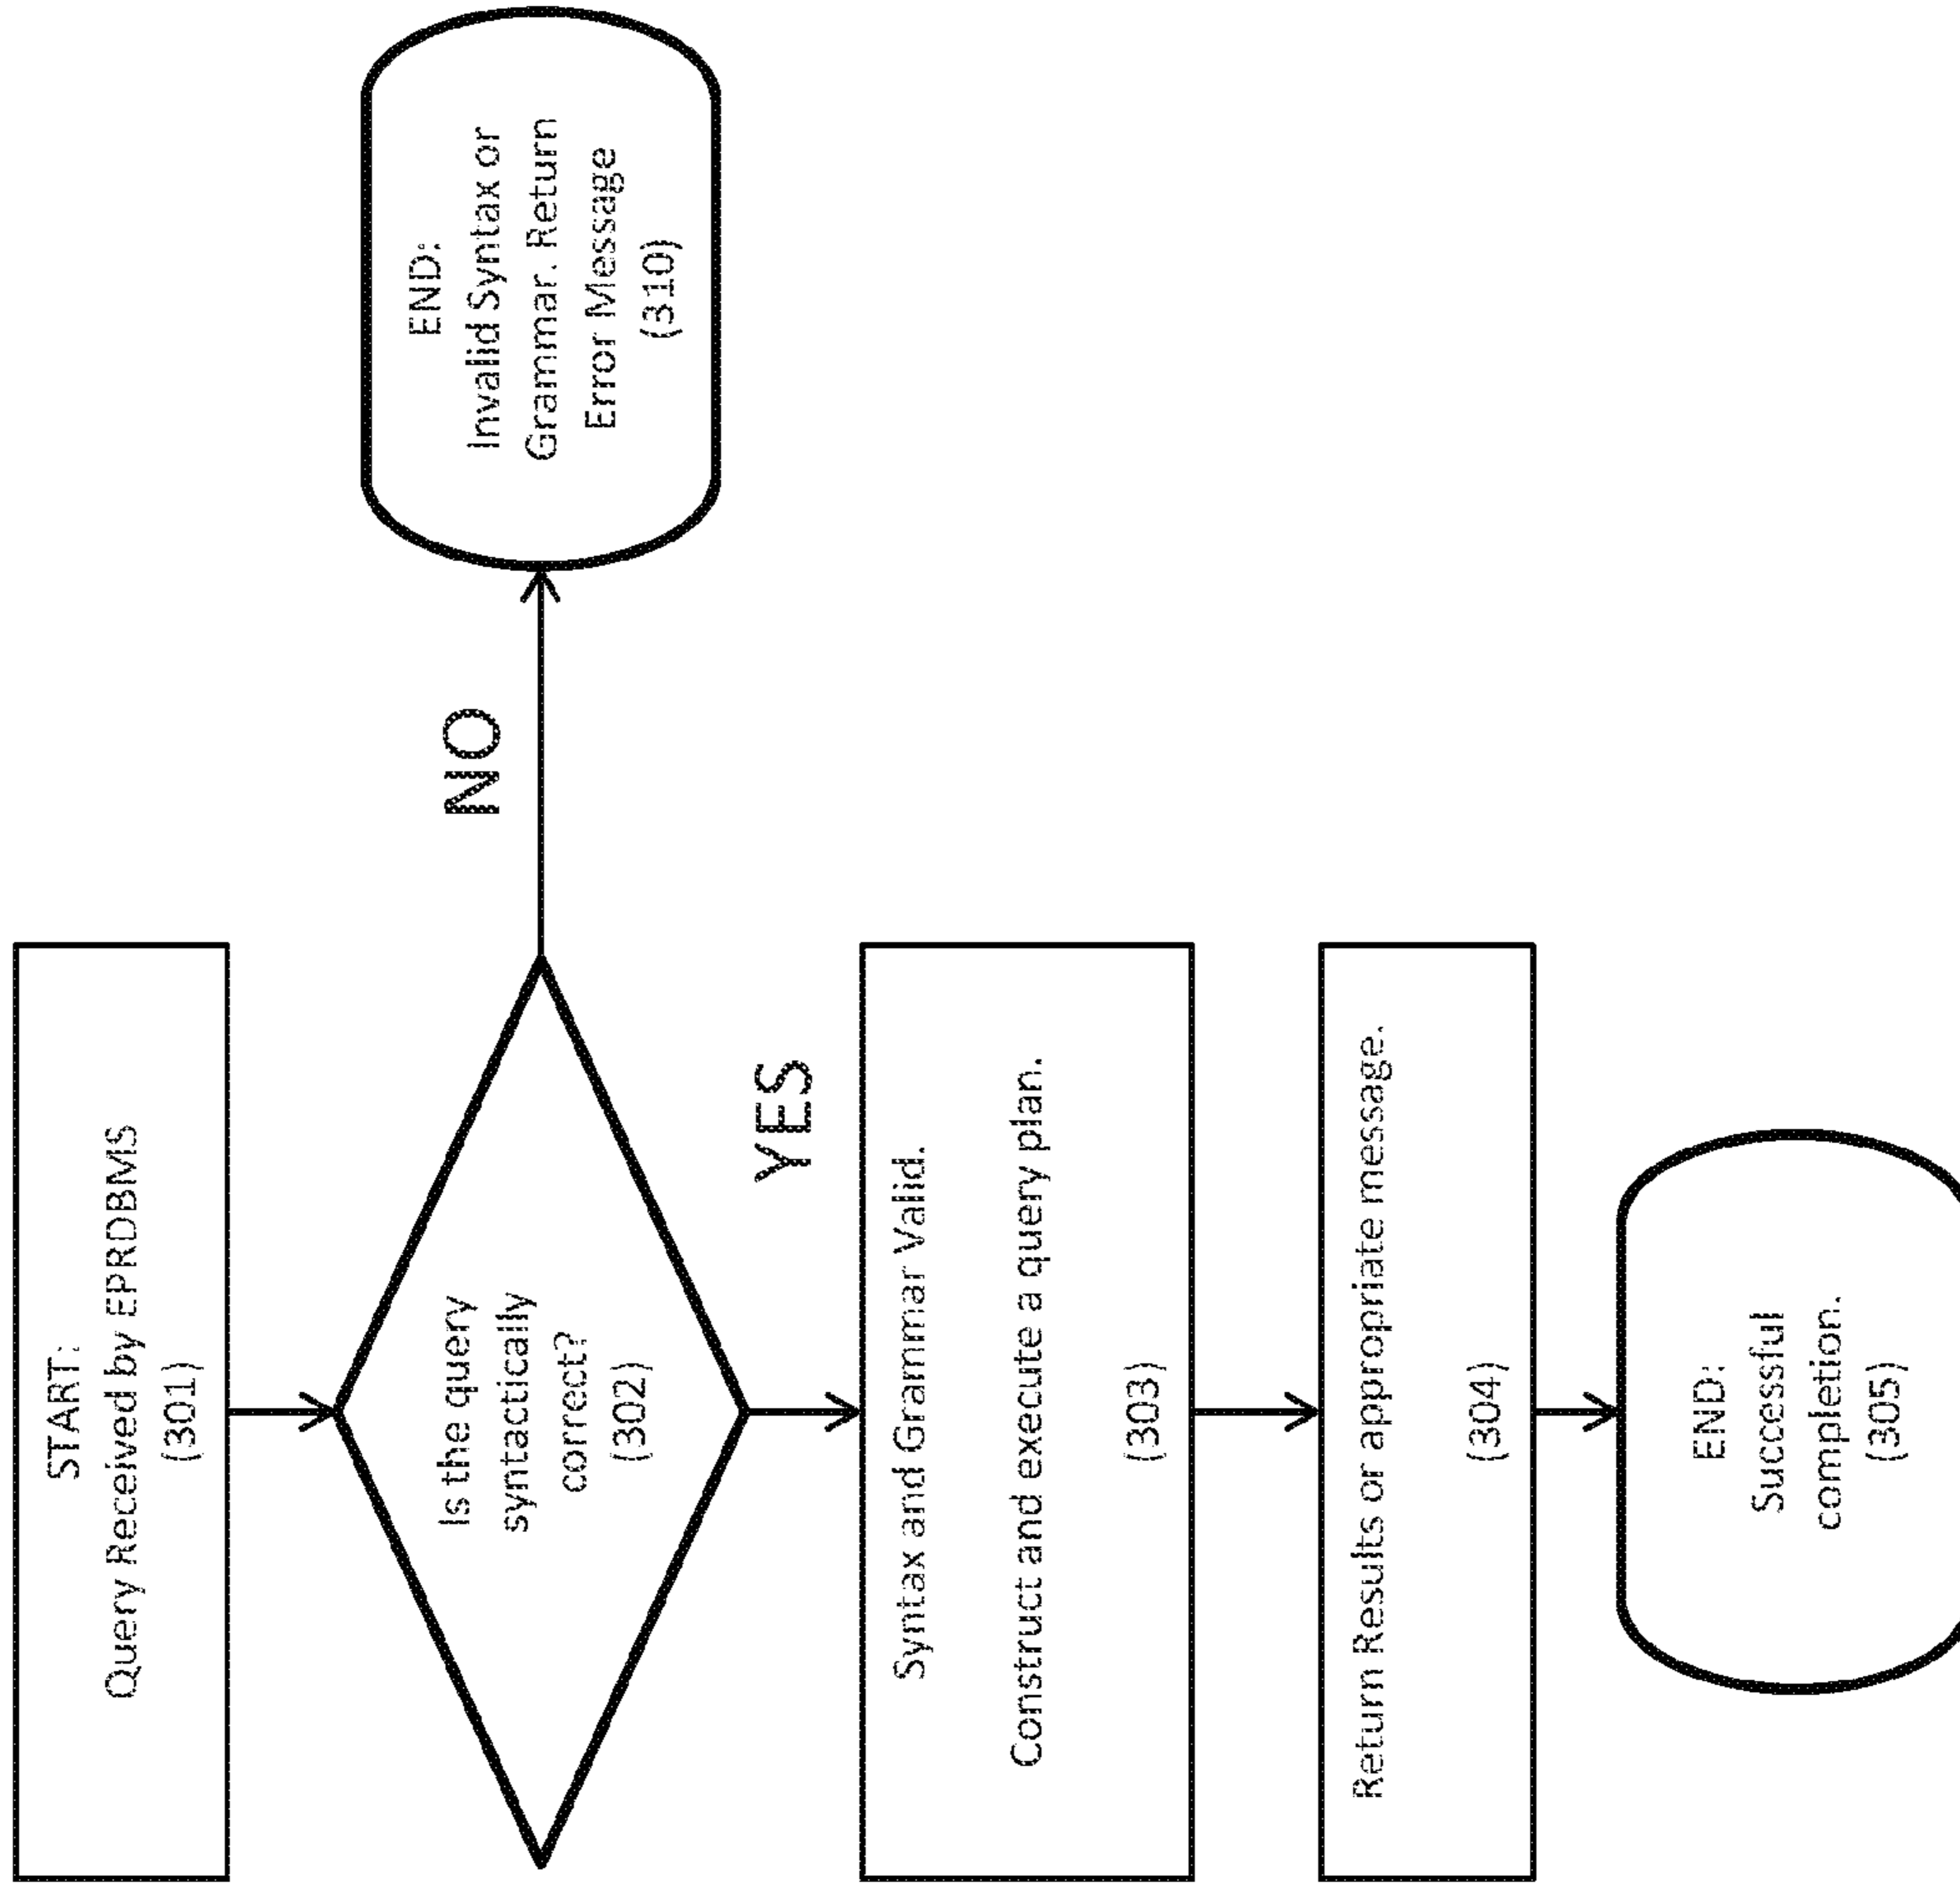 START:
Query Received by EPRDBMS
(301)
Is the query
syntactically
correct?
(302)
NO
END:
Invalid Syntax or
Grammar. Return
Error Message
(310)
YES
Syntax and Grammar Valid.
Construct and execute a query plan.
(303)
Return Results or appropriate message.
(304)
END:
Successful
completion.
(305)